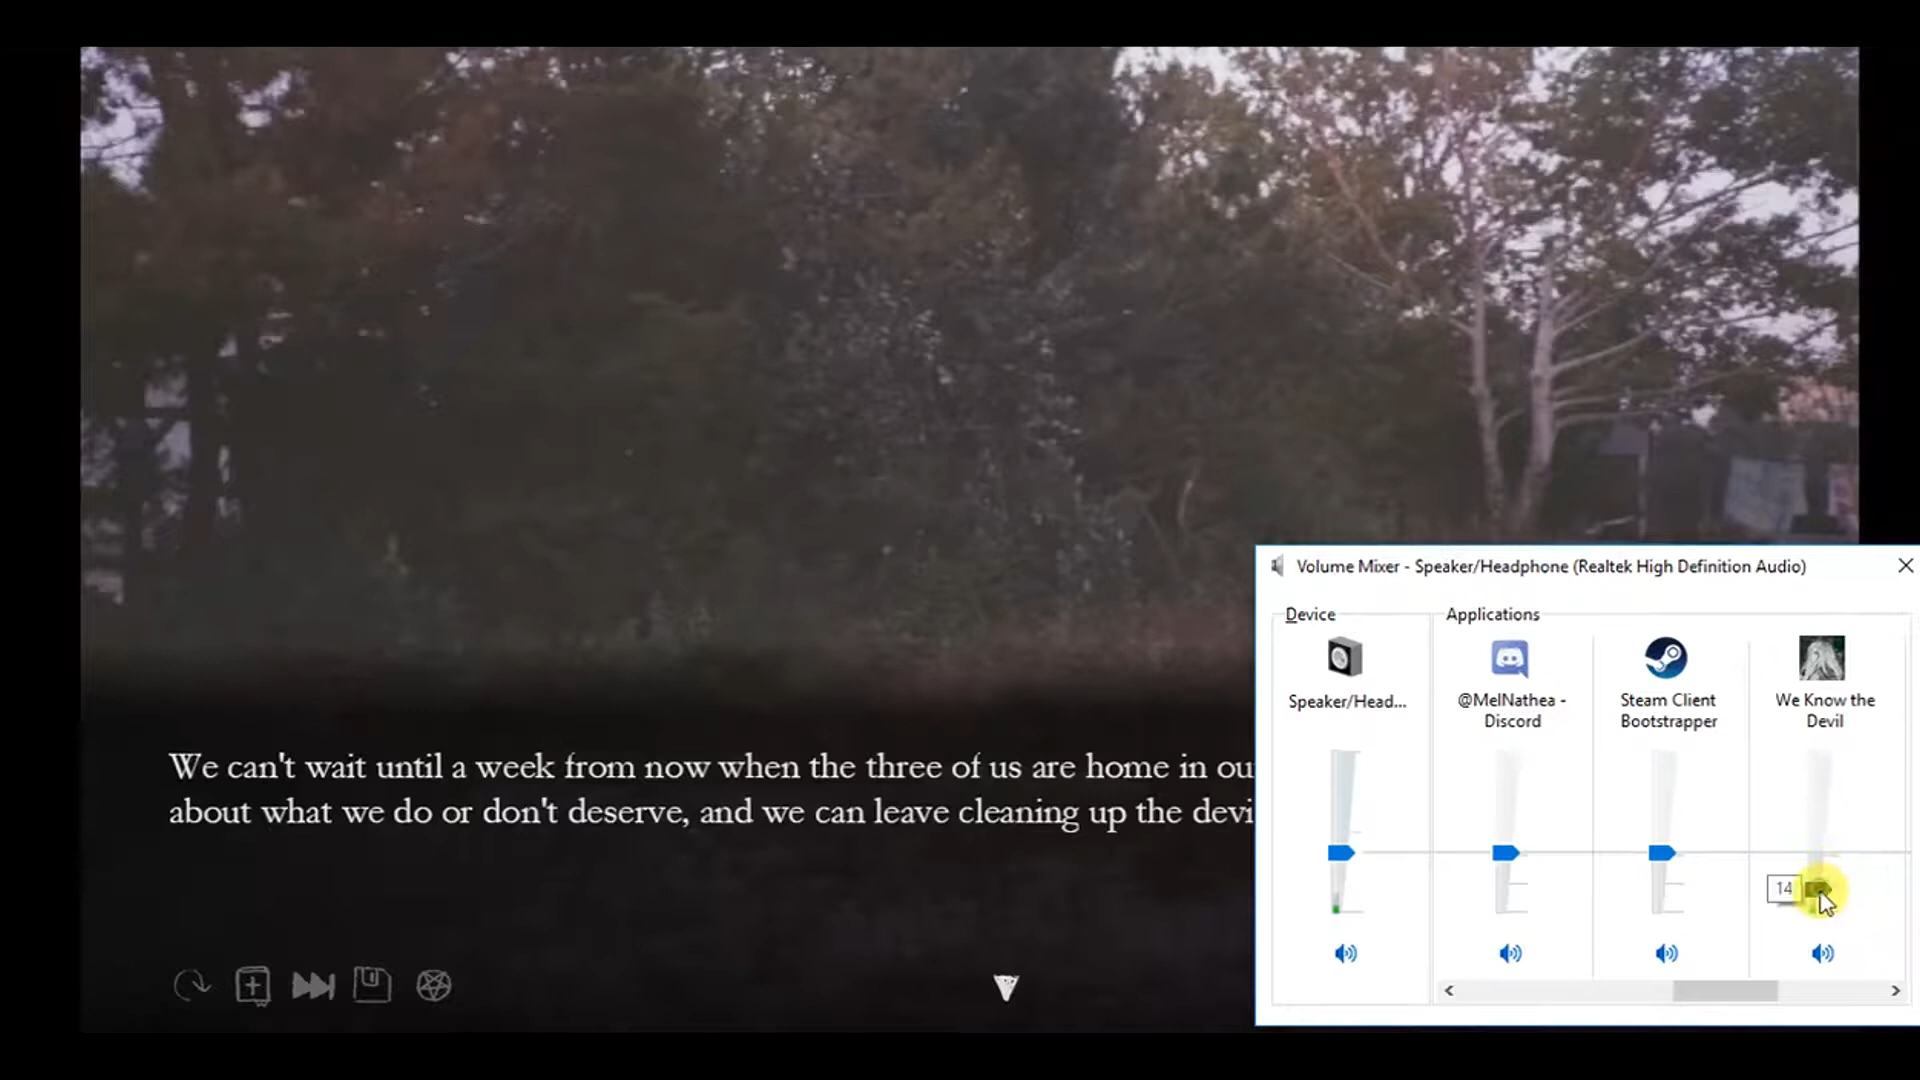 Volume Mixer - Speaker/Headphone (Realtek High Definition Audio)
Device
Applications
Speaker/Head...
@MelNathea -
Discord
Steam Client
Bootstrapper
We Know the
Devil
14
We can't wait until a week from now when the three of us are home in ou
about what we do or don't deserve, and we can leave cleaning up the devi